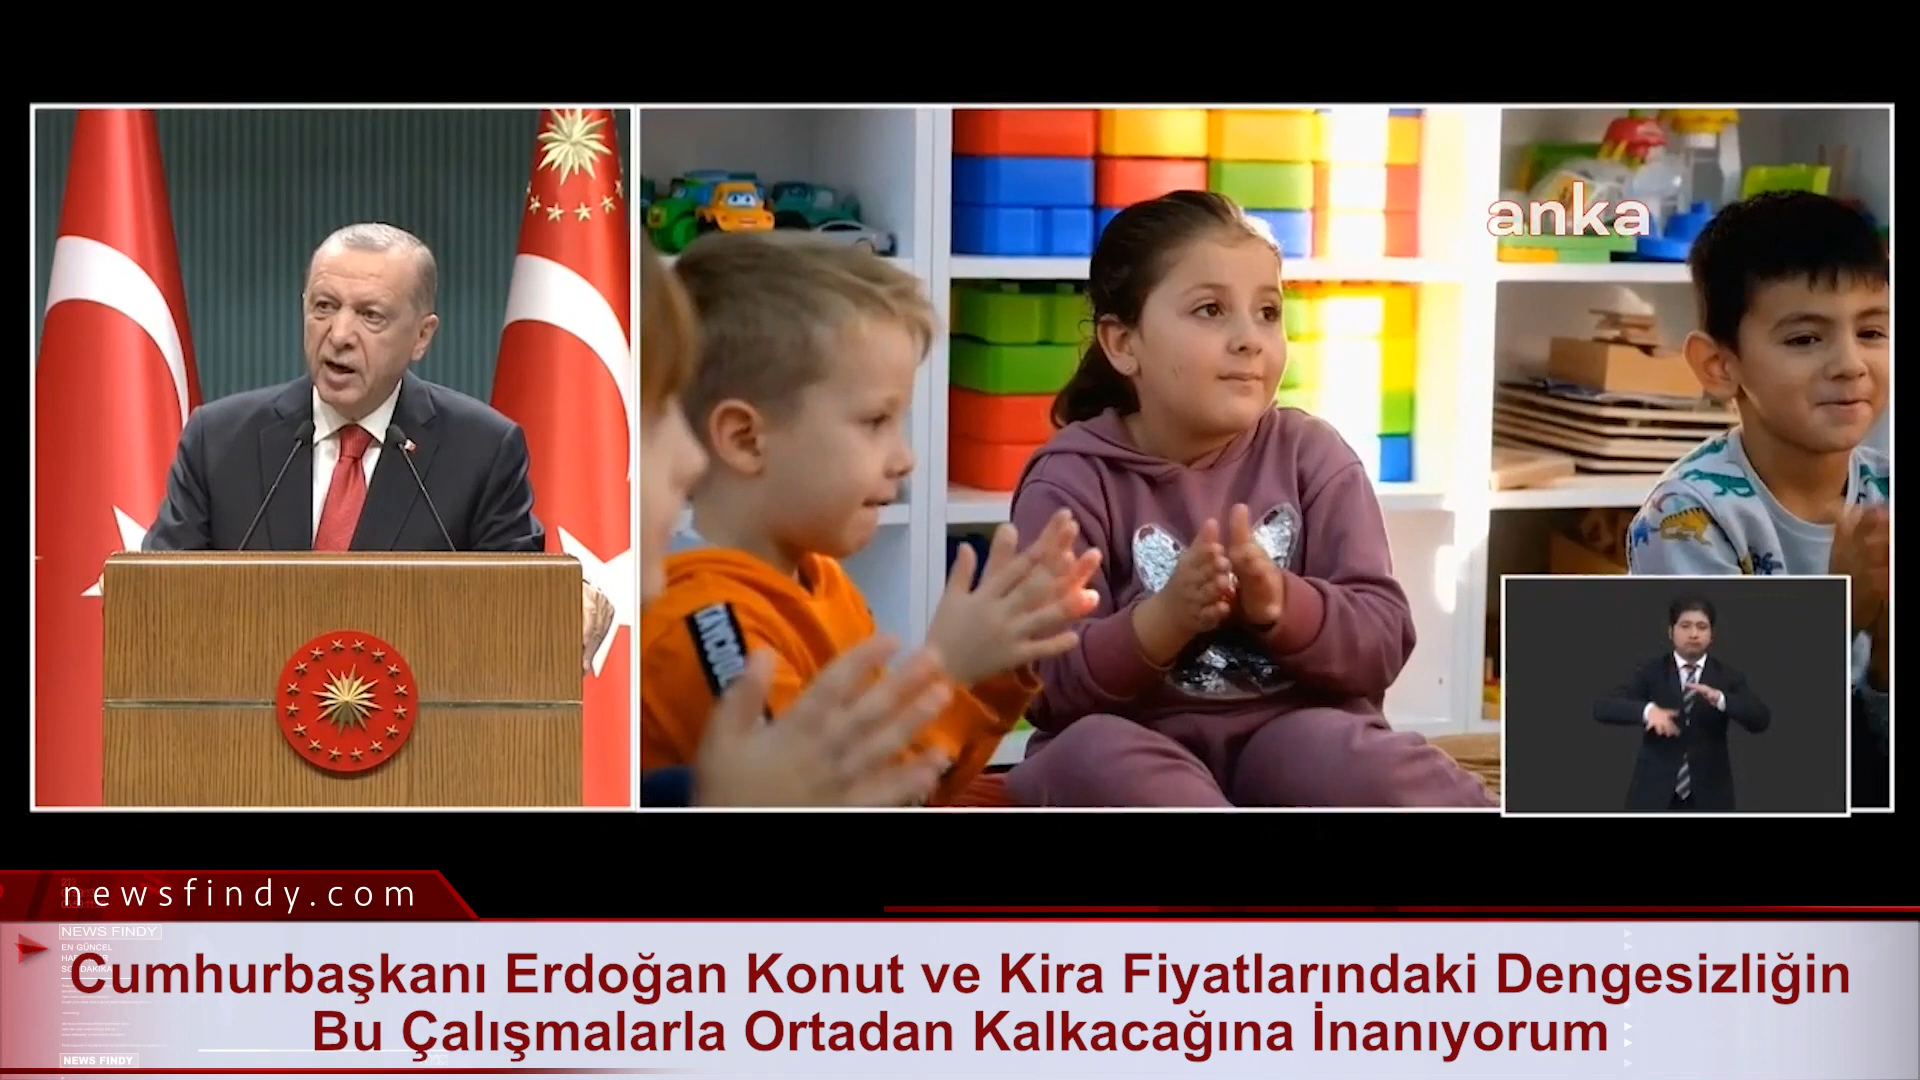 anka
newsfindy.com
NEWS FINDY
EN GÜNCEL
Cumhurbaşkanı Erdoğan Konut ve Kira Fiyatlarındaki Dengesizliğin
Bu Çalışmalarla Ortadan Kalkacağına İnanıyorum
NEWS FINDY